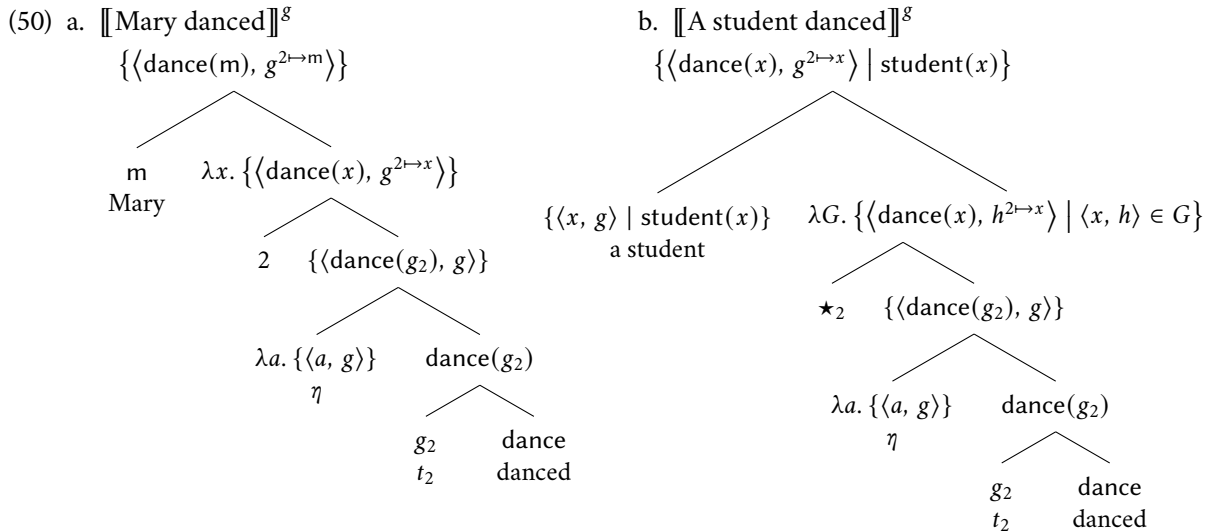 (50) a. ⟦Mary danced⟧^g b. ⟦A student danced⟧^g
{⟨dance(m), g^{2↦m}⟩} {⟨dance(x), g^{2↦x}⟩ | student(x)}
m λx. {⟨dance(x), g^{2↦x}⟩}
Mary
{⟨x, g⟩ | student(x)} λG. {⟨dance(x), h^{2↦x}⟩ | ⟨x, h⟩ ∈ G}
a student
2 {⟨dance(g₂), g⟩}
★₂ {⟨dance(g₂), g⟩}
λa. {⟨a, g⟩} dance(g₂)
η
λa. {⟨a, g⟩} dance(g₂)
η
g₂ dance
t₂ danced
g₂ dance
t₂ danced